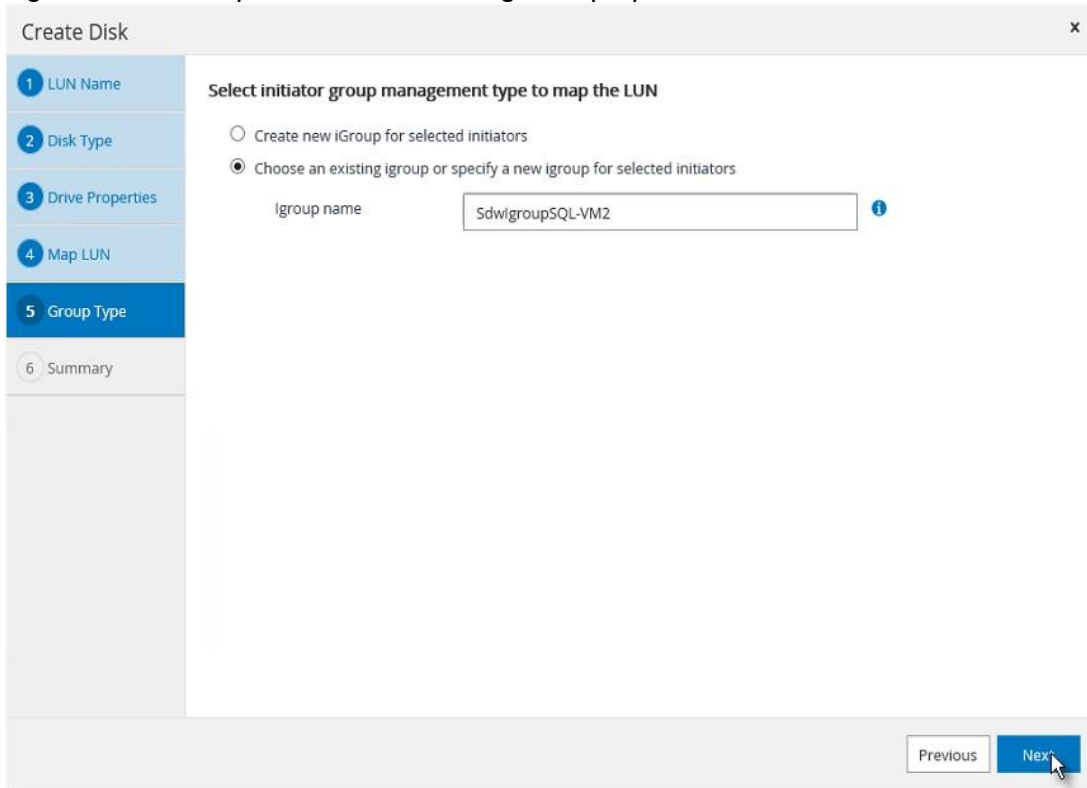 Create Disk
x
1 LUN Name
2 Disk Type
3 Drive Properties
4 Map LUN
5 Group Type
6 Summary
Select initiator group management type to map the LUN
Create new iGroup for selected initiators
Choose an existing igroup or specify a new igroup for selected initiators
Igroup name
SdwIgroupSQL-VM2
i
Previous
Next